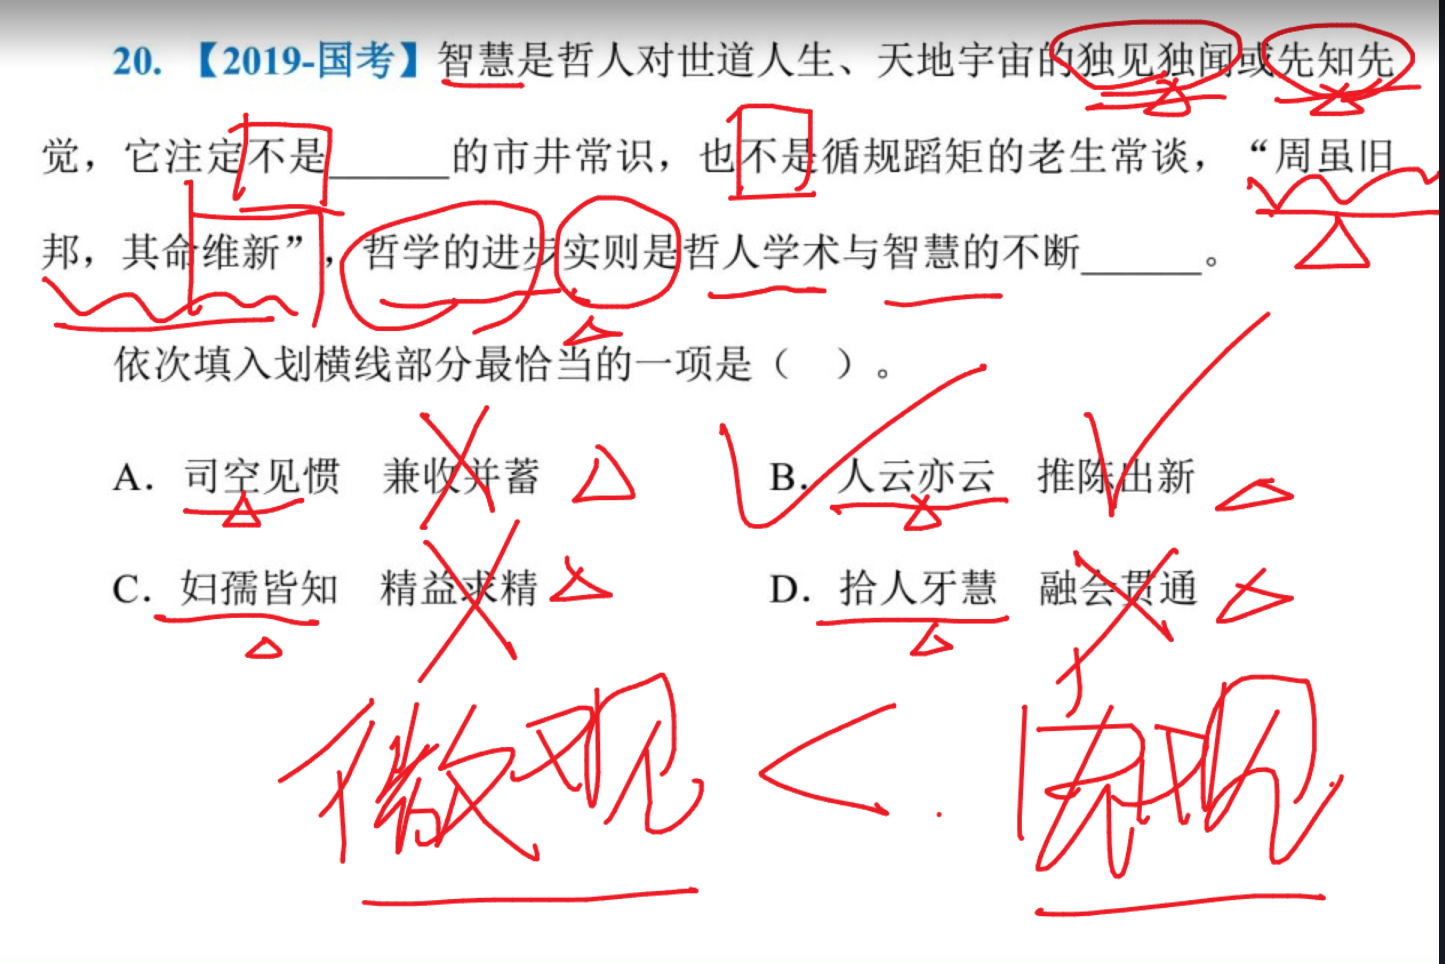 20. 【2019-国考】智慧是哲人对世道人生、天地宇宙的独见独闻或先知先
觉，它注定不是______的市井常识，也不是循规蹈矩的老生常谈，“周虽旧
邦，其命维新”，哲学的进步实则是哲人学术与智慧的不断______。
依次填入划横线部分最恰当的一项是（　）。
A. 司空见惯　兼收并蓄　B. 人云亦云　推陈出新
C. 妇孺皆知　精益求精　D. 拾人牙慧　融会贯通
微观 < 宏观